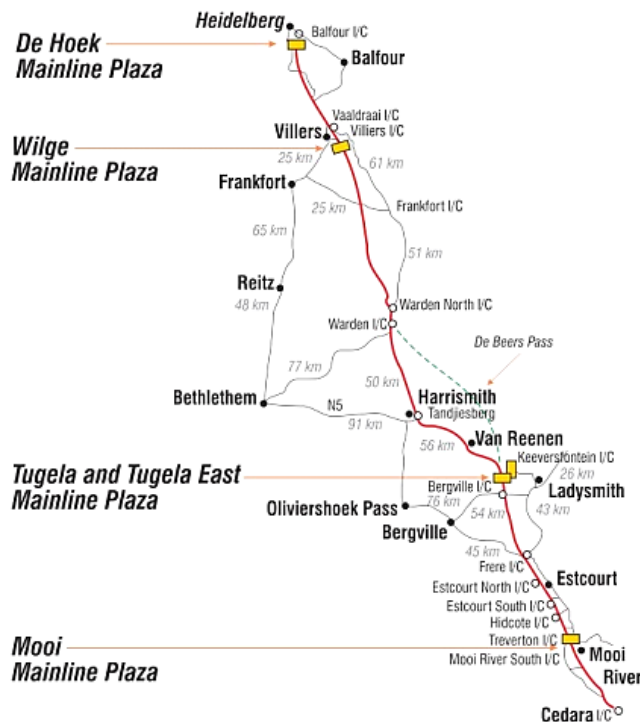 Heidelberg
Balfour I/C
De Hoek
Mainline Plaza
Balfour
Vaaldraai I/C
Villers
Villiers I/C
Wilge
Mainline Plaza
25 km
61 km
Frankfort
25 km
Frankfort I/C
65 km
51 km
Reitz
48 km
Warden North I/C
Warden I/C
De Beers Pass
77 km
50 km
Bethlethem
N5
91 km
Harrismith
Tandjiesberg
56 km
Van Reenen
Keeversfontein I/C
Tugela and Tugela East
Mainline Plaza
26 km
Bergville I/C
Ladysmith
Oliviershoek Pass
76 km
54 km
43 km
Bergville
45 km
Frere I/C
Estcourt North I/C
Estcourt
Estcourt South I/C
Hidcote I/C
Mooi
Mainline Plaza
Treverton I/C
Mooi River South I/C
Mooi
River
Cedara I/C